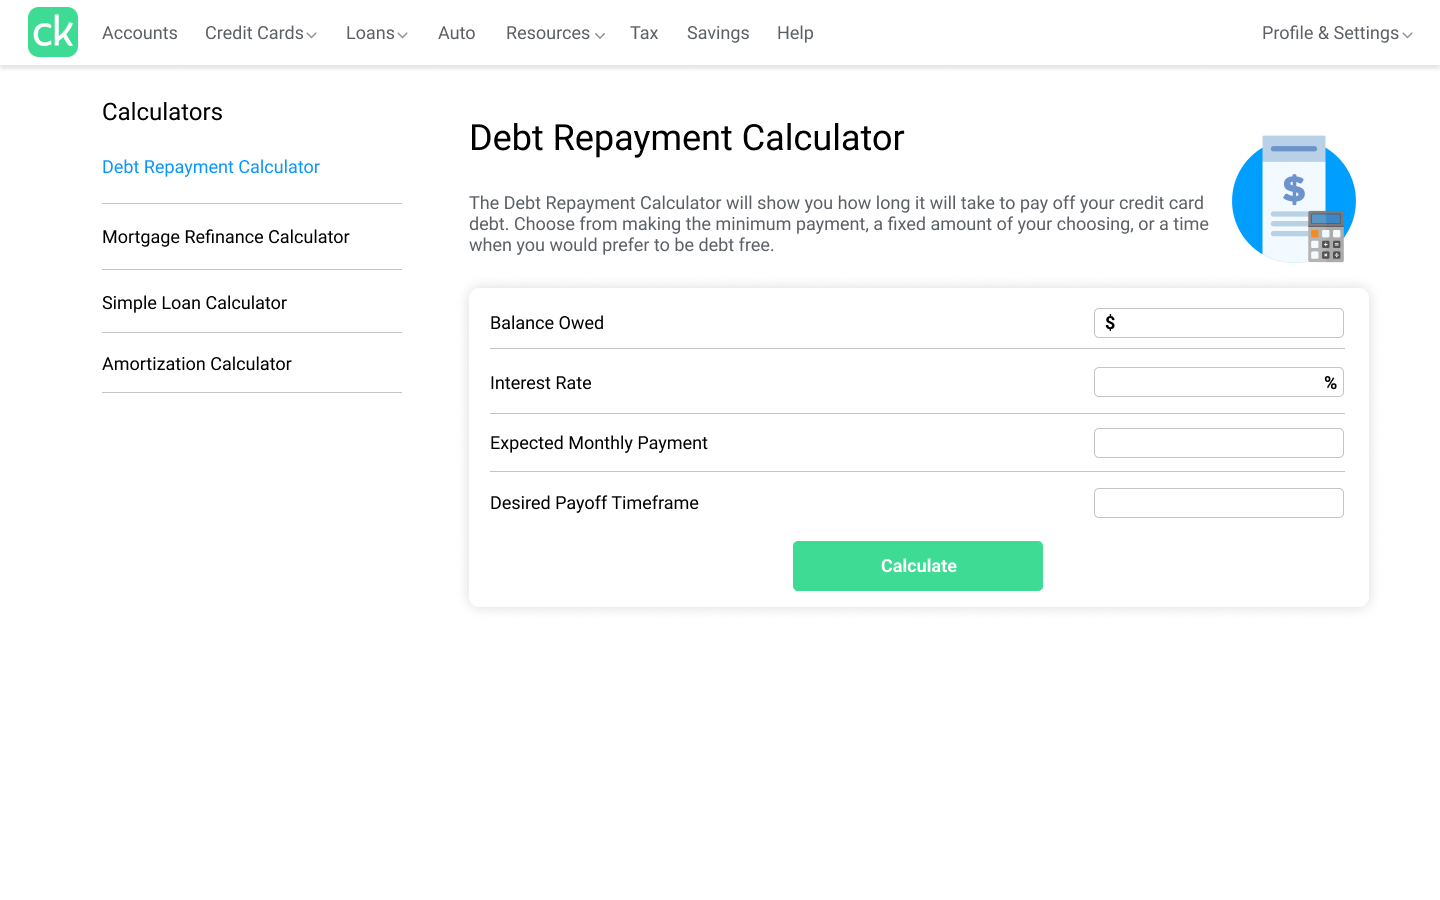 ck
Accounts
Credit Cards
Loans
Auto
Resources
Tax
Savings
Help
Profile & Settings
Calculators
Debt Repayment Calculator
Mortgage Refinance Calculator
Simple Loan Calculator
Amortization Calculator
Debt Repayment Calculator
The Debt Repayment Calculator will show you how long it will take to pay off your credit card
debt. Choose from making the minimum payment, a fixed amount of your choosing, or a time
when you would prefer to be debt free.
$
Balance Owed
$
Interest Rate
%
Expected Monthly Payment
Desired Payoff Timeframe
Calculate